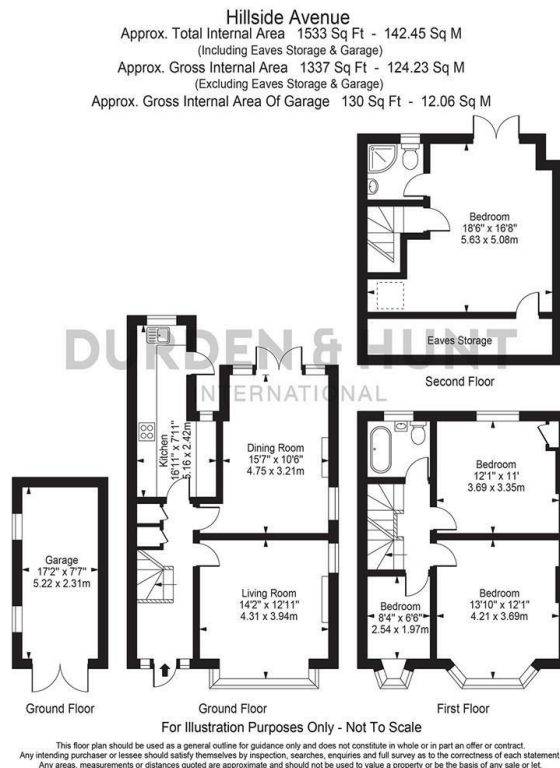 Hillside Avenue
Approx. Total Internal Area 1533 Sq Ft - 142.45 Sq M
(Including Eaves Storage & Garage)
Approx. Gross Internal Area 1337 Sq Ft - 124.23 Sq M
(Excluding Eaves Storage & Garage)
Approx. Gross Internal Area Of Garage 130 Sq Ft - 12.06 Sq M
Bedroom
18'6" x 16'8"
5.63 x 5.08m
Eaves Storage
Second Floor
DURDEN & HUNT
INTERNATIONAL
Kitchen
16'11" x 7'11"
5.16 x 2.42m
Dining Room
15'7" x 10'6"
4.75 x 3.21m
Bedroom
12'1" x 11'
3.69 x 3.35m
Garage
17'2" x 7'7"
5.22 x 2.31m
Living Room
14'2" x 12'11"
4.31 x 3.94m
Bedroom
8'4" x 6'6"
2.54 x 1.97m
Bedroom
13'10" x 12'1"
4.21 x 3.69m
Ground Floor
Ground Floor
First Floor
For Illustration Purposes Only - Not To Scale
This floor plan should be used as a general outline for guidance only and does not constitute in whole or in part an offer or contract.
Any intending purchaser or lessee should satisfy themselves by inspection, searches, enquiries and full survey as to the correctness of each statement.
Any areas, measurements or distances quoted are approximate and should not be used to value a property or be the basis of any sale or let.